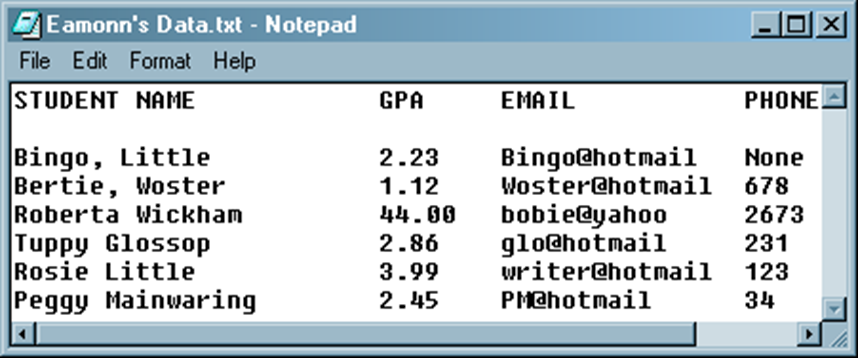 Eamonn's Data.txt - Notepad
File Edit Format Help
STUDENT NAME GPA EMAIL PHONE
Bingo, Little 2.23 Bingo@hotmail None
Bertie, Woster 1.12 Woster@hotmail 678
Roberta Wickham 44.00 bobie@yahoo 2673
Tuppy Glossop 2.86 glo@hotmail 231
Rosie Little 3.99 writer@hotmail 123
Peggy Mainwaring 2.45 PM@hotmail 34